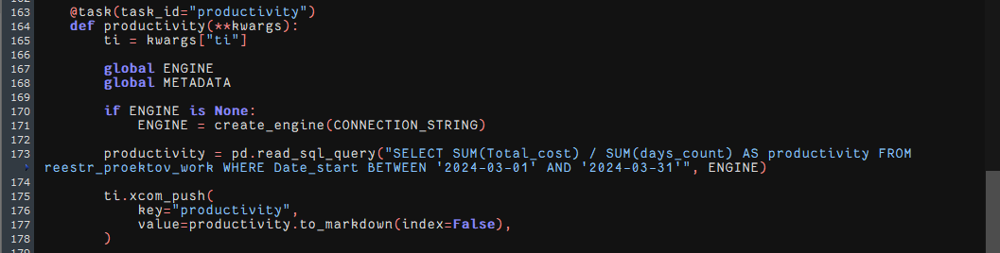 163 @task(task_id="productivity")
164 def productivity(**kwargs):
165 ti = kwargs["ti"]
166
167 global ENGINE
168 global METADATA
169
170 if ENGINE is None:
171 ENGINE = create_engine(CONNECTION_STRING)
172
173 productivity = pd.read_sql_query("SELECT SUM(Total_cost) / SUM(days_count) AS productivity FROM
reestr_proektov_work WHERE Date_start BETWEEN '2024-03-01' AND '2024-03-31'", ENGINE)
174
175 ti.xcom_push(
176 key="productivity",
177 value=productivity.to_markdown(index=False),
178 )